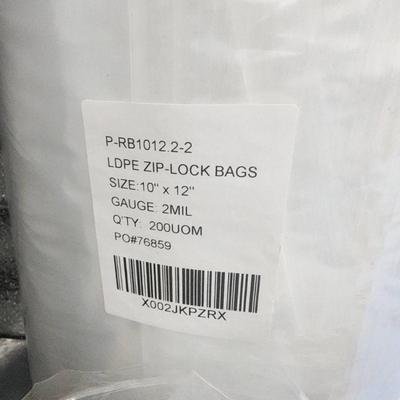 P-RB1012.2-2
LDPE ZIP-LOCK BAGS
SIZE:10" x 12"
GAUGE: 2MIL
Q'TY: 200UOM
PO#76859
X002JKPZRX